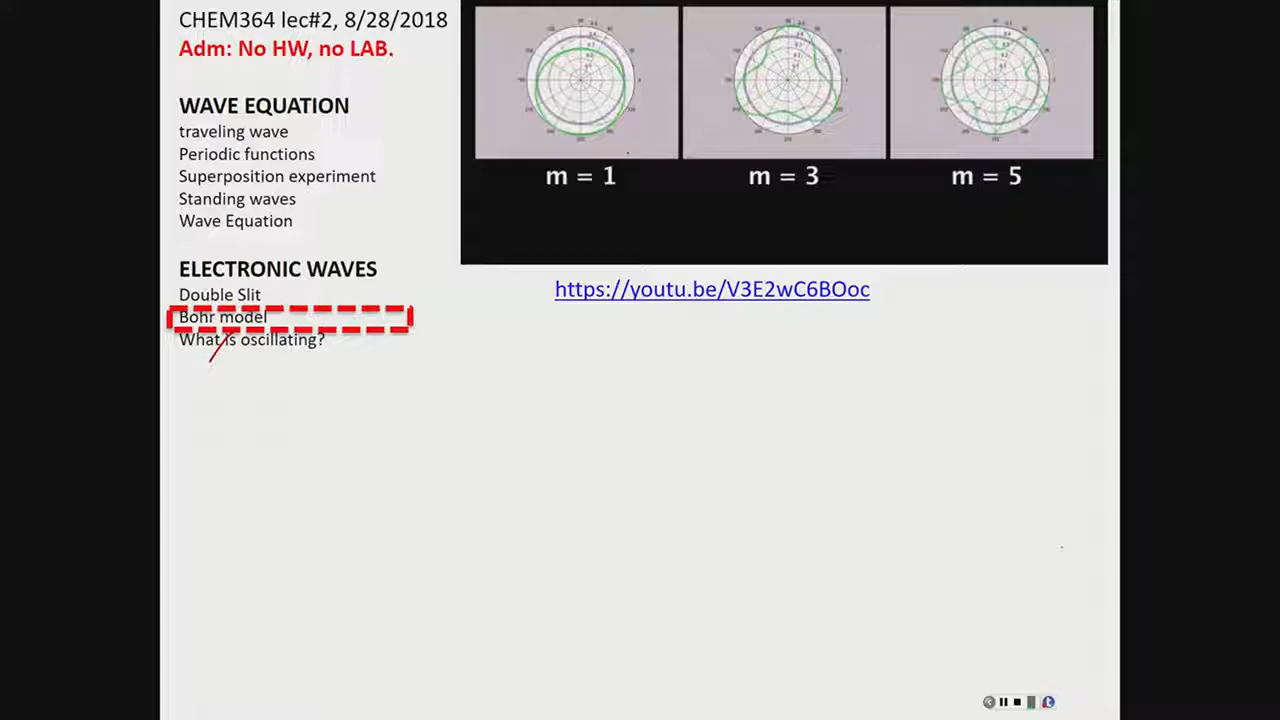 CHEM364 lec#2, 8/28/2018
Adm: No HW, no LAB.
WAVE EQUATION
traveling wave
Periodic functions
Superposition experiment
Standing waves
Wave Equation
ELECTRONIC WAVES
Double Slit
Bohr model
What is oscillating?
m = 1
m = 3
m = 5
https://youtu.be/V3E2wC6BOoc